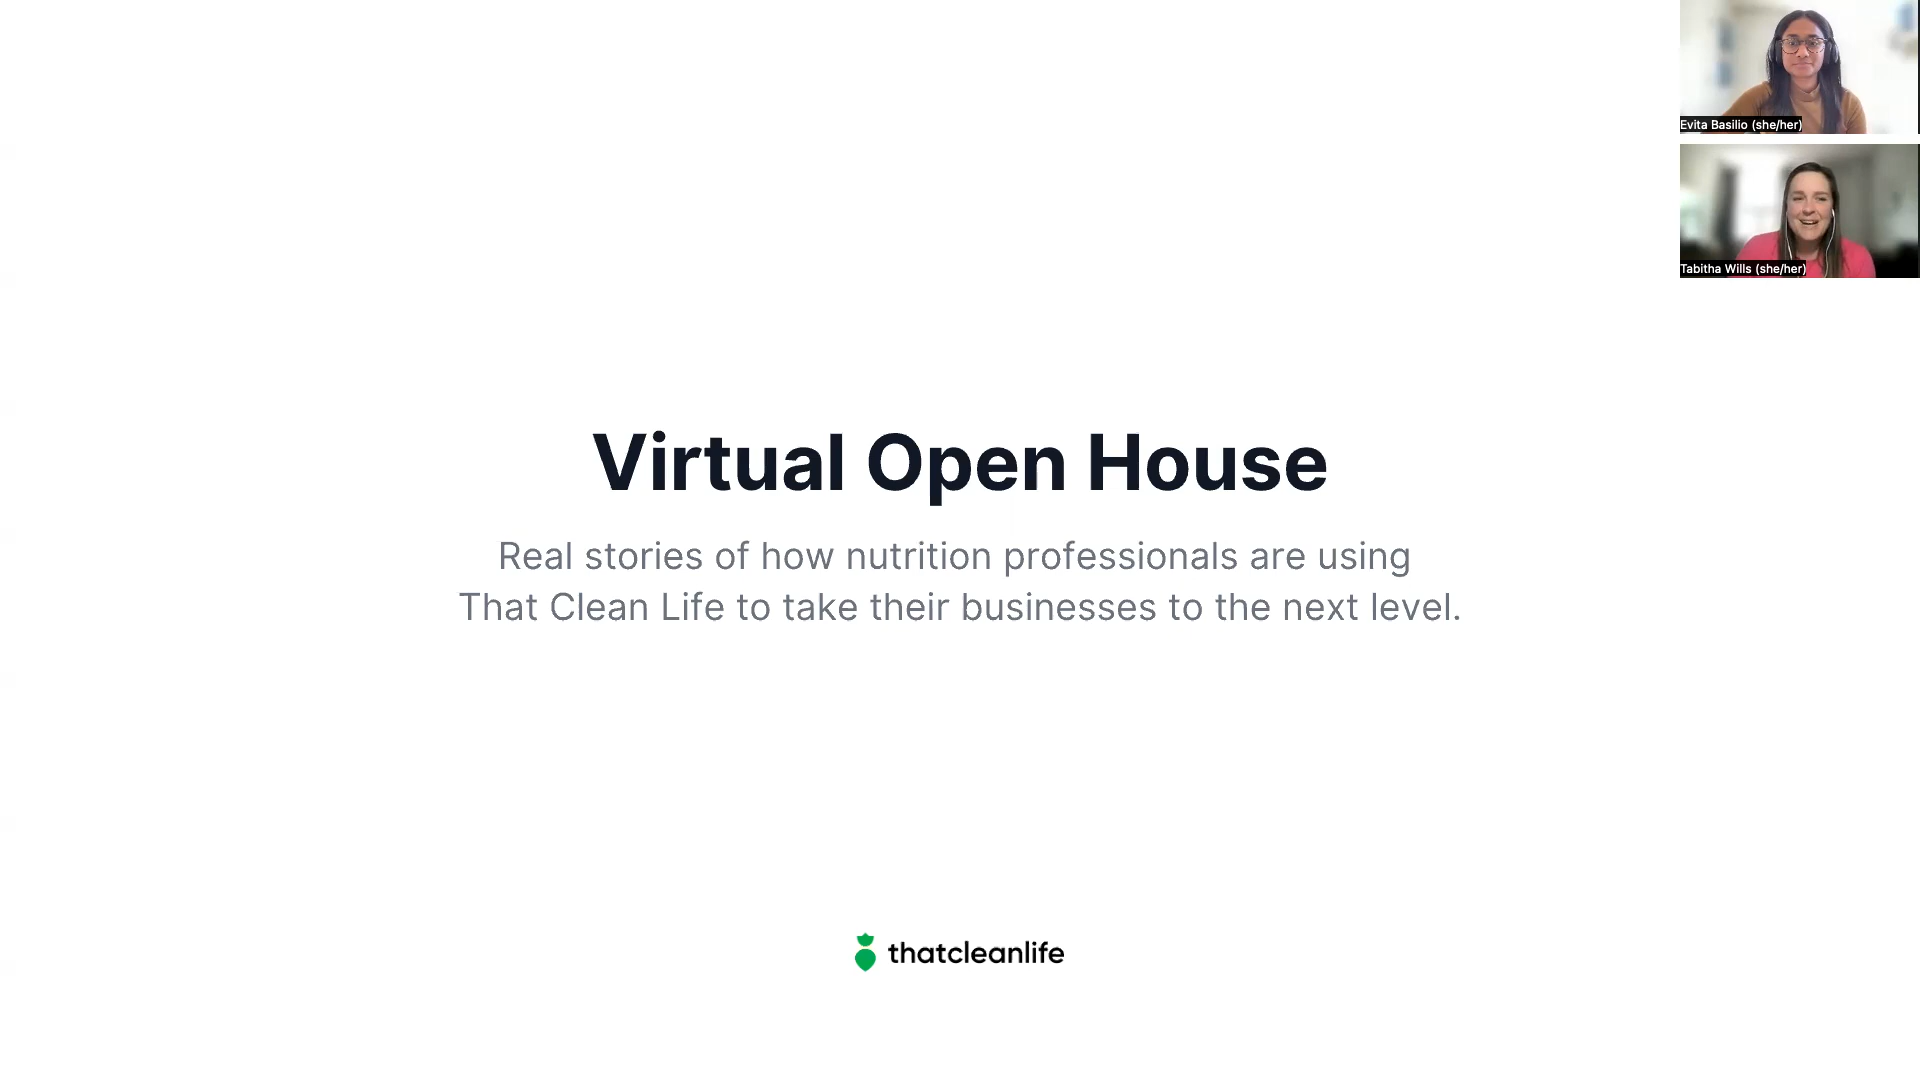 Evita Basilio (she/her)
Tabitha Wills (she/her)
Virtual Open House
Real stories of how nutrition professionals are using
That Clean Life to take their businesses to the next level.
thatcleanlife